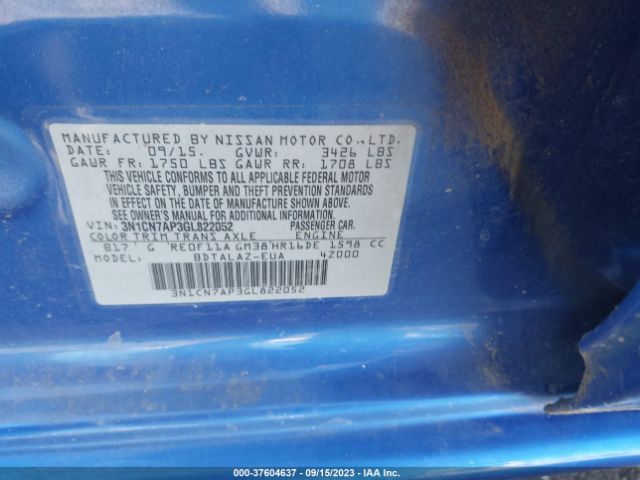 MANUFACTURED BY NISSAN MOTOR CO., LTD.
DATE: 09/15. GVWR: 3426 LBS
GAWR FR: 1750 LBS GAWR RR: 1708 LBS
THIS VEHICLE CONFORMS TO ALL APPLICABLE FEDERAL MOTOR
VEHICLE SAFETY, BUMPER AND THEFT PREVENTION STANDARDS
IN EFFECT ON THE DATE OF MANUFACTURE SHOWN ABOVE.
SEE OWNER'S MANUAL FOR ADDITIONAL INFORMATION
VIN: 3N1CN7AP3GL822052 PASSENGER CAR.
COLOR TRIM TRANS AXLE ENGINE
B17 G RE0F11A GM38 HR16DE 1598 CC
BDTALAZ-EUA 4Z000
3N1CN7AP3GL822052
000-37604637 - 09/15/2023 - IAA Inc.